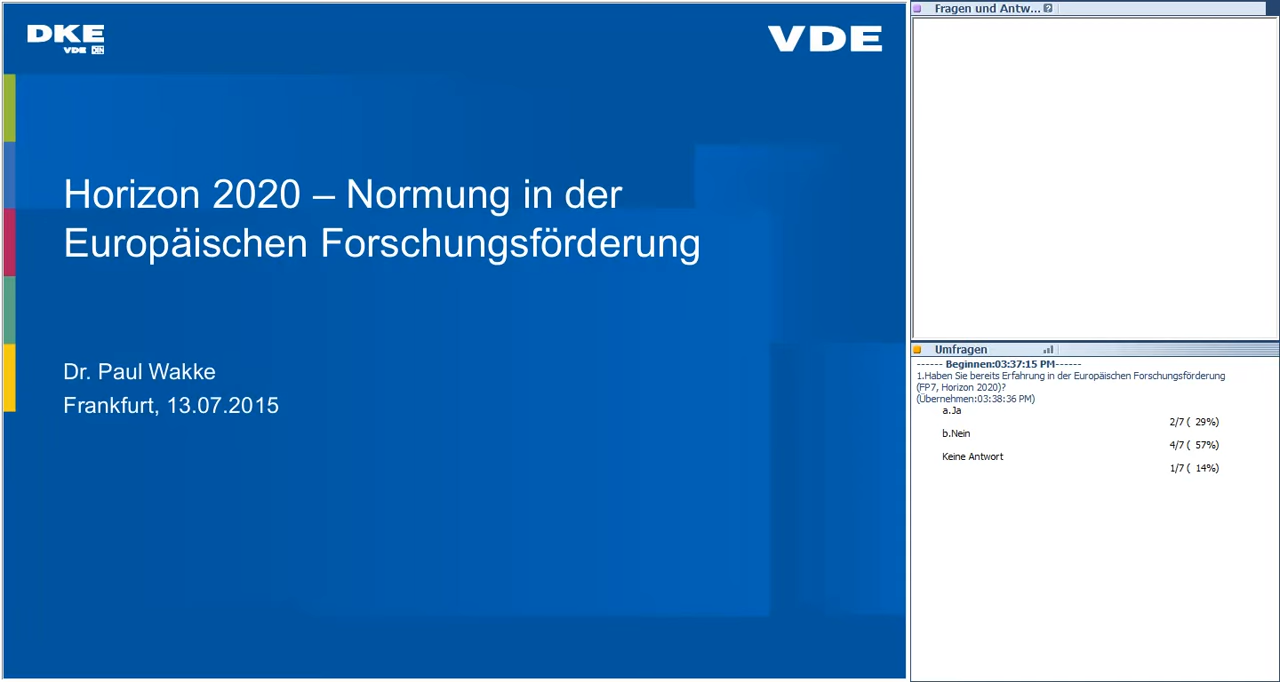 DKE
VDE DIN
VDE
Horizon 2020 – Normung in der
Europäischen Forschungsförderung
Dr. Paul Wakke
Frankfurt, 13.07.2015
Fragen und Antw...
Umfragen
------ Beginnen:03:37:15 PM------
1.Haben Sie bereits Erfahrung in der Europäischen Forschungsförderung
(FP7, Horizon 2020)?
(Übernehmen:03:38:36 PM)
a.Ja
2/7 ( 29%)
b.Nein
4/7 ( 57%)
Keine Antwort
1/7 ( 14%)